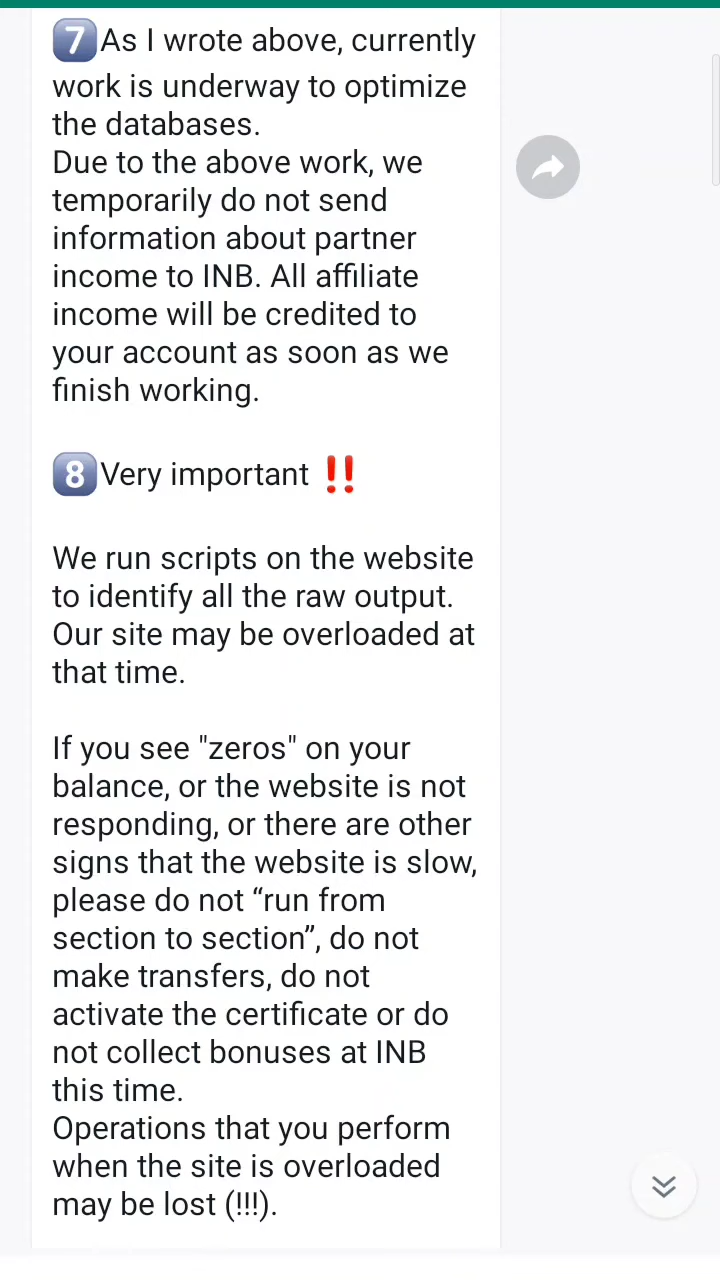 7️⃣As I wrote above, currently
work is underway to optimize
the databases.
Due to the above work, we
temporarily do not send
information about partner
income to INB. All affiliate
income will be credited to
your account as soon as we
finish working.
8️⃣Very important ‼️
We run scripts on the website
to identify all the raw output.
Our site may be overloaded at
that time.
If you see "zeros" on your
balance, or the website is not
responding, or there are other
signs that the website is slow,
please do not “run from
section to section”, do not
make transfers, do not
activate the certificate or do
not collect bonuses at INB
this time.
Operations that you perform
when the site is overloaded
may be lost (!!!).